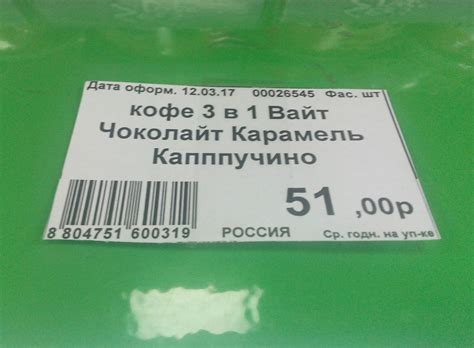 Дата оформ. 12.03.17 00026545 Фас. шт
кофе 3 в 1 Вайт
Чоколайт Карамель
Капппучино
51 ,00р
8 804751 600319 РОССИЯ Ср. годн. на уп-ке